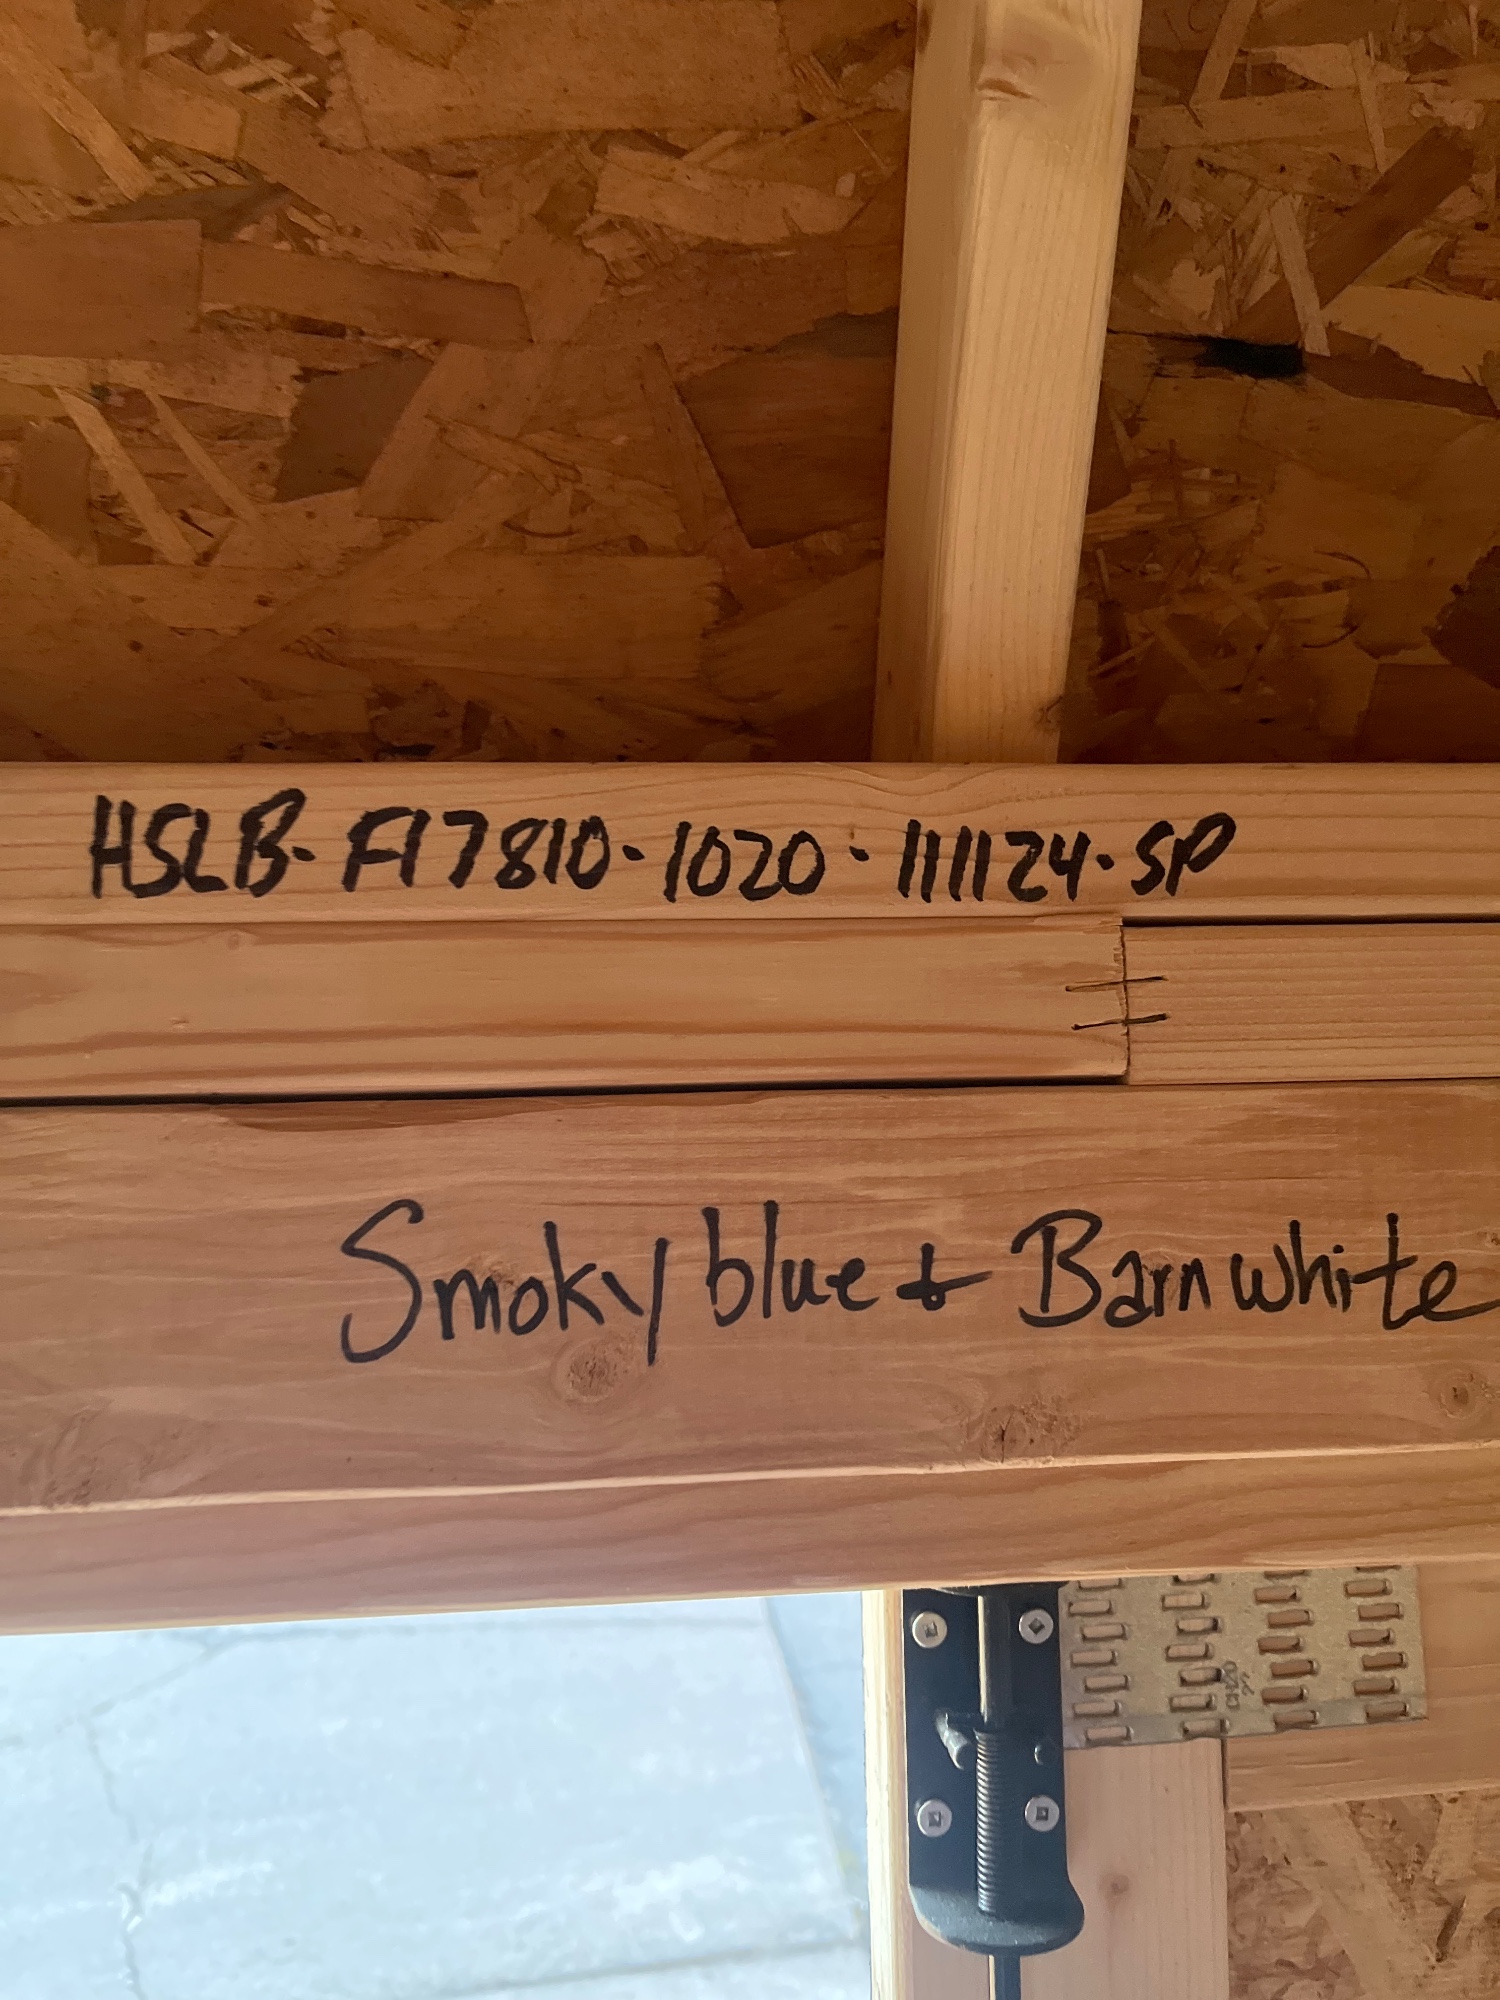 HSLB-F17810-1020-111124-SP
Smoky blue & Barn white